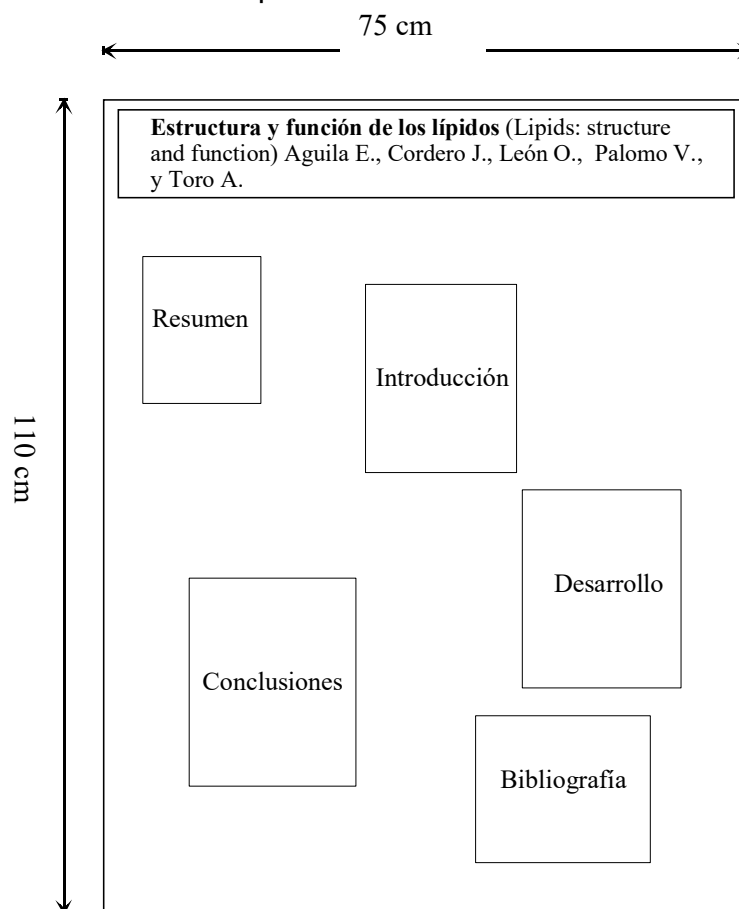 75 cm
Estructura y función de los lípidos (Lipids: structure
and function) Aguila E., Cordero J., León O., Palomo V.,
y Toro A.
Resumen
Introducción
110 cm
Desarrollo
Conclusiones
Bibliografía